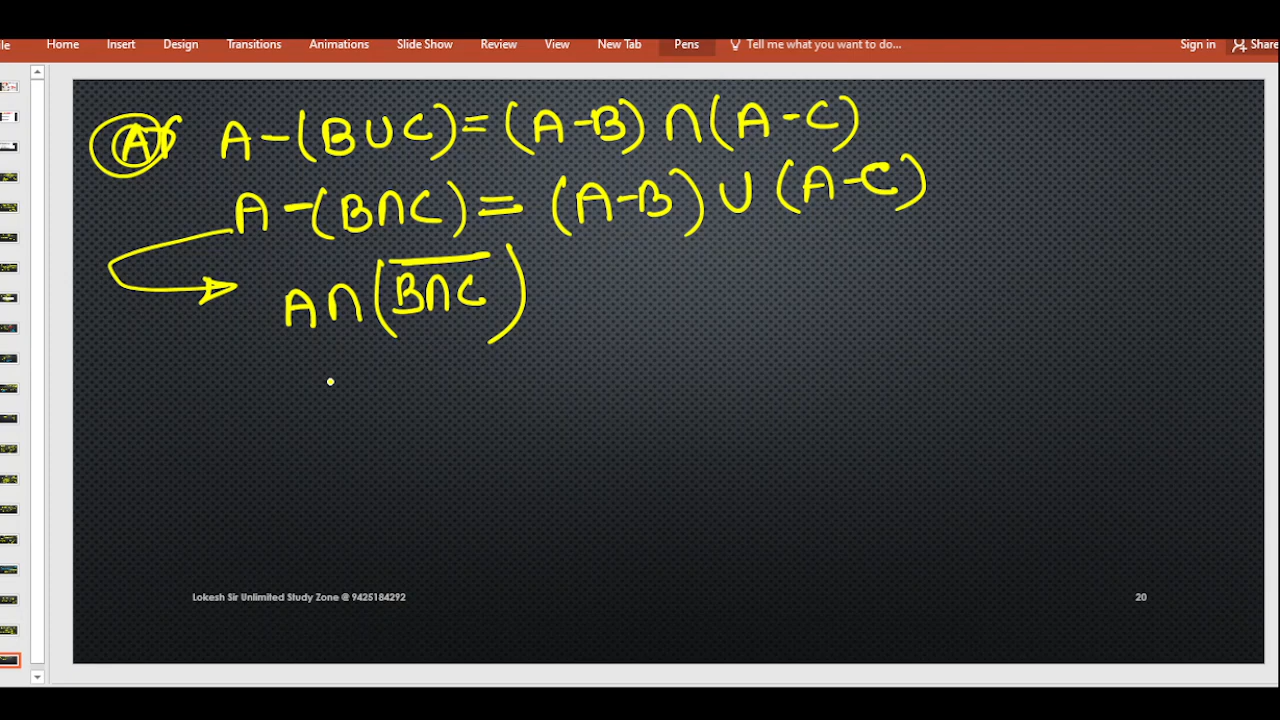 Home Insert Design Transitions Animations Slide Show Review View New Tab Pens Tell me what you want to do... Sign in Share
A-(B∪C)=(A-B)∩(A-C)
A-(B∩C)=(A-B)∪(A-C)
A∩(\overline{B∩C})
Lokesh Sir Unlimited Study Zone @ 9425184292 20